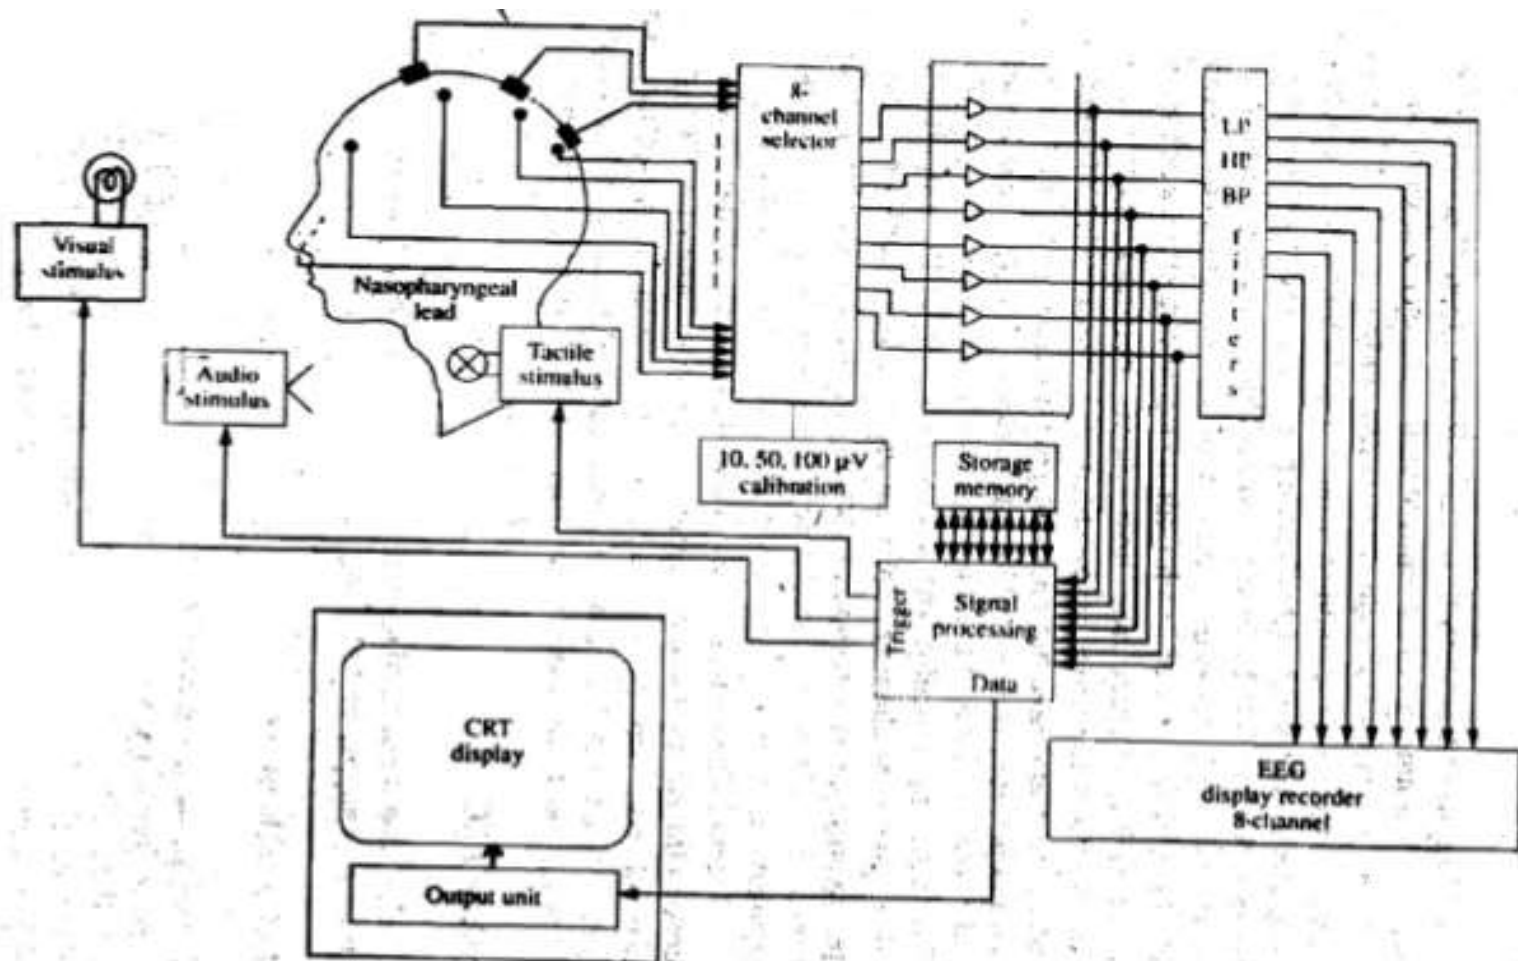 8-
channel
selector
LP
HP
BP
f
i
l
t
e
r
s
Visual
stimulus
Nasopharyngeal
lead
Tactile
stimulus
Audio
stimulus
10, 50, 100 µV
calibration
Storage
memory
Trigger
Signal
processing
Data
CRT
display
EEG
display recorder
8-channel
Output unit